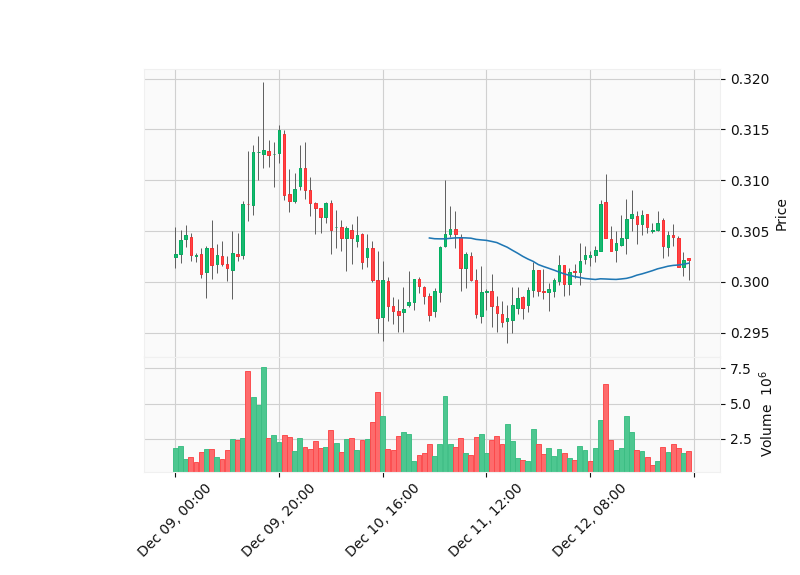 0.320
0.315
0.310
0.305
0.300
0.295
Price
7.5
5.0
2.5
Volume 10^6
Dec 09, 00:00
Dec 09, 20:00
Dec 10, 16:00
Dec 11, 12:00
Dec 12, 08:00